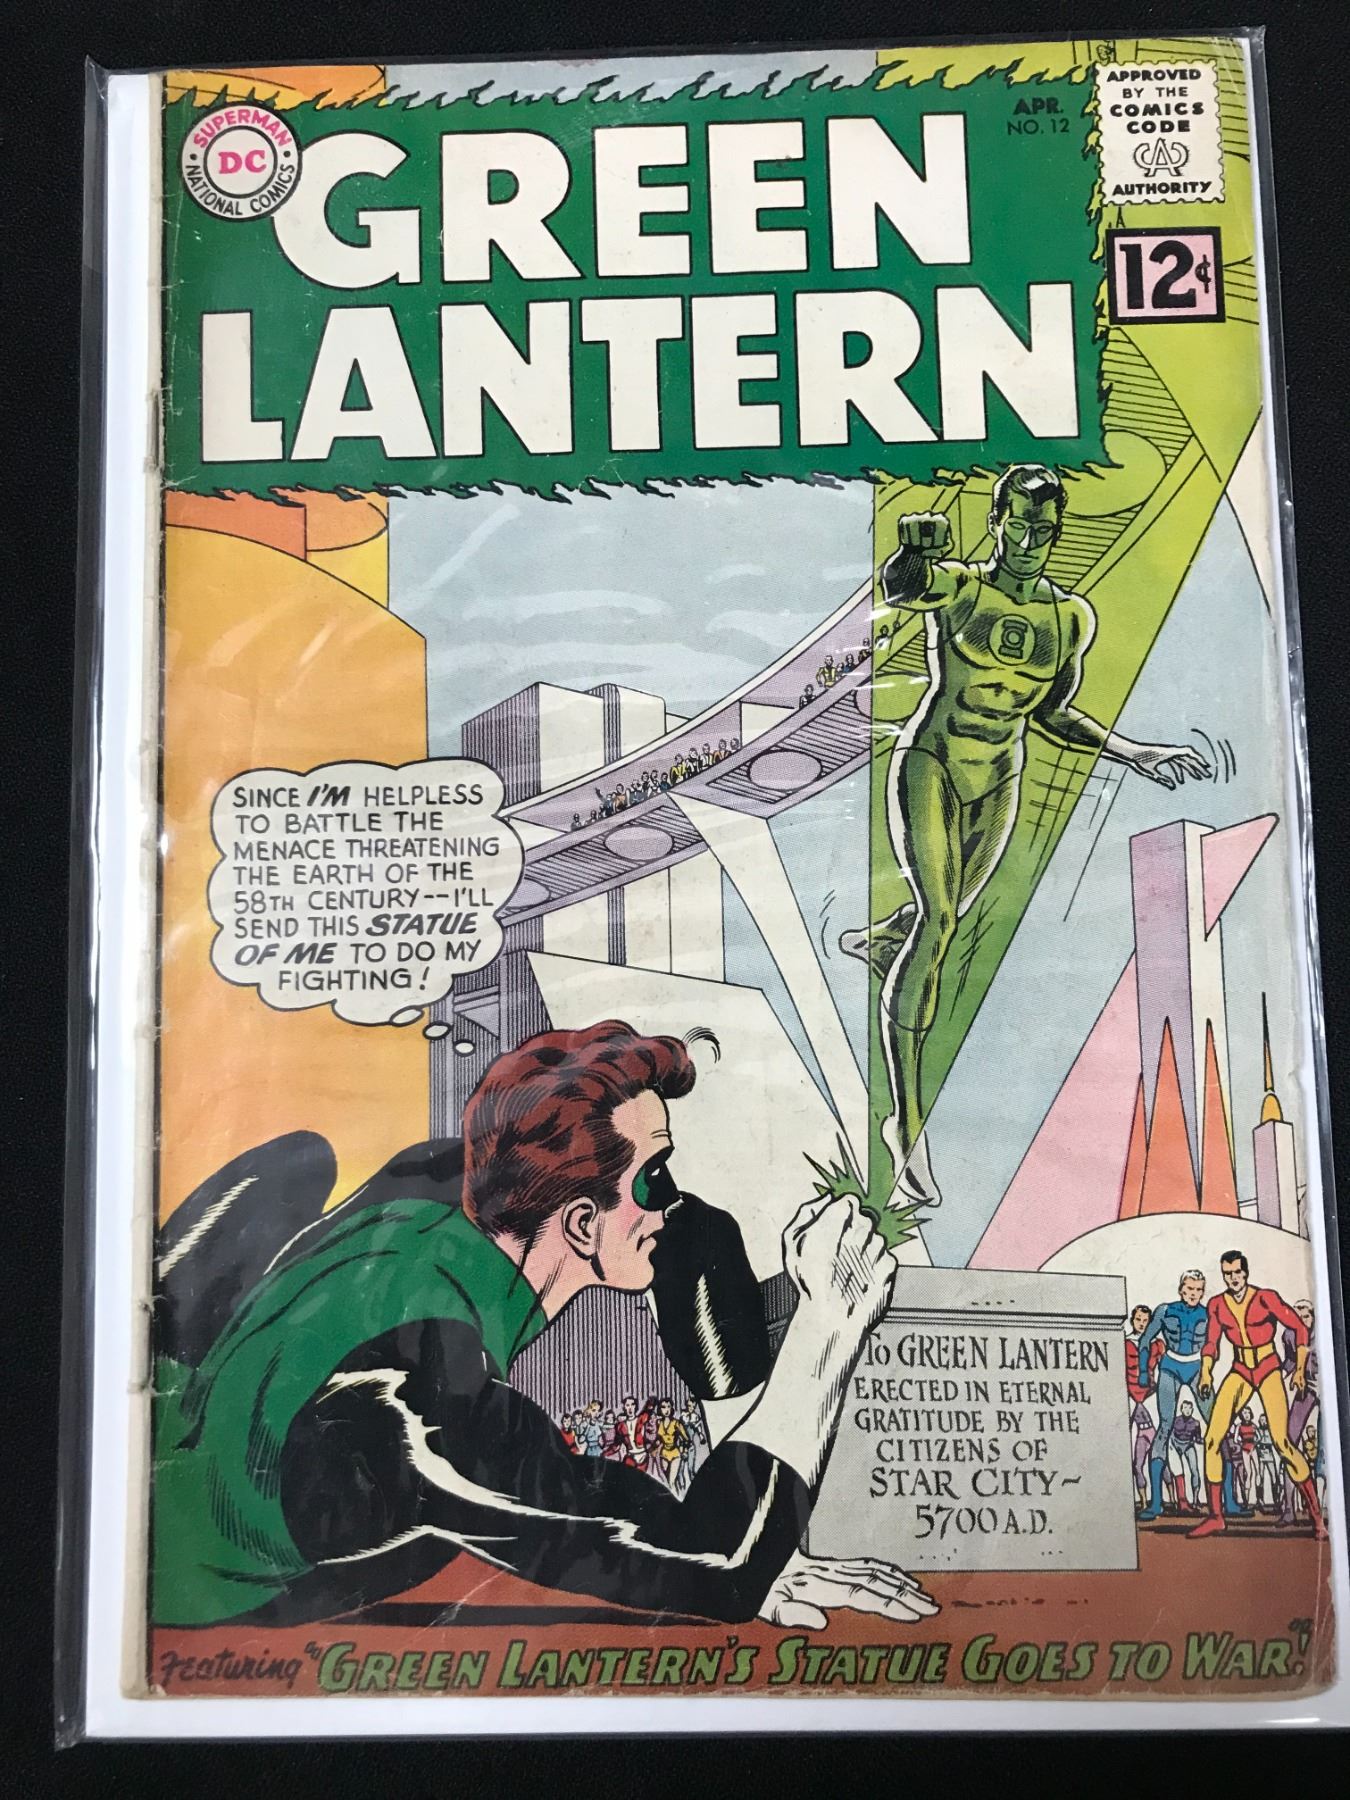 SUPERMAN
DC
NATIONAL COMICS
GREEN
LANTERN
APR.
NO. 12
APPROVED
BY THE
COMICS
CODE
CA
AUTHORITY
12¢
SINCE I'M HELPLESS
TO BATTLE THE
MENACE THREATENING
THE EARTH OF THE
58TH CENTURY--I'LL
SEND THIS STATUE
OF ME TO DO MY
FIGHTING!
TO GREEN LANTERN
ERECTED IN ETERNAL
GRATITUDE BY THE
CITIZENS OF
STAR CITY~
5700 A.D.
Featuring "GREEN LANTERN'S STATUE GOES TO WAR!"